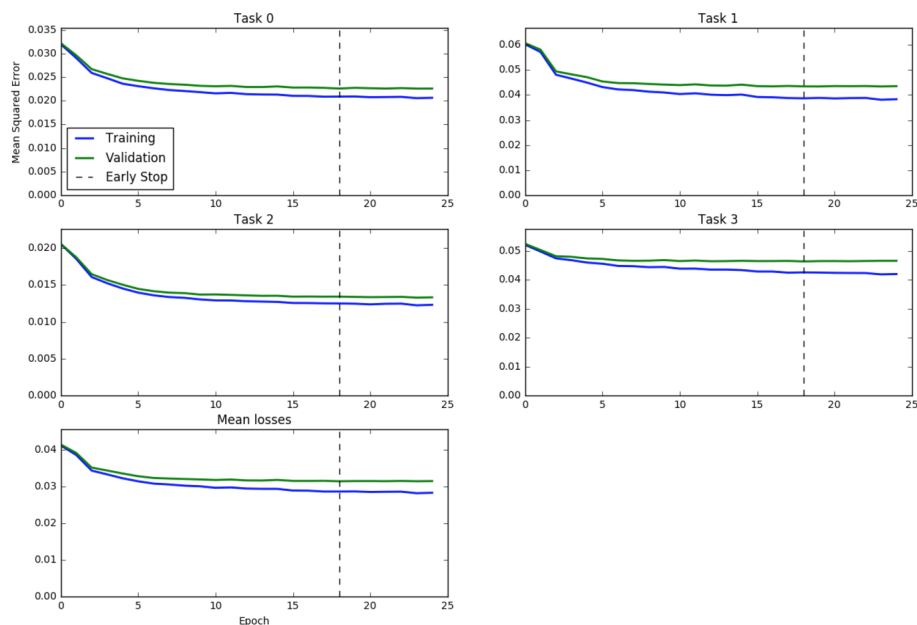 Task 0
Mean Squared Error
0.035
0.030
0.025
0.020
0.015
0.010
0.005
0.000
0 5 10 15 20 25
Training
Validation
Early Stop
Task 1
0.06
0.05
0.04
0.03
0.02
0.01
0.00
0 5 10 15 20 25
Task 2
0.020
0.015
0.010
0.005
0.000
0 5 10 15 20 25
Task 3
0.05
0.04
0.03
0.02
0.01
0.00
0 5 10 15 20 25
Mean losses
0.04
0.03
0.02
0.01
0.00
0 5 10 15 20 25
Epoch